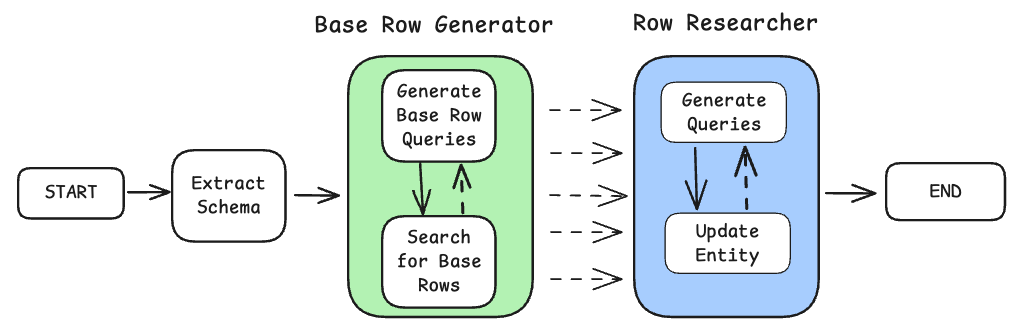 Base Row Generator
Row Researcher
START
Extract
Schema
Generate
Base Row
Queries
Search
for Base
Rows
Generate
Queries
Update
Entity
END